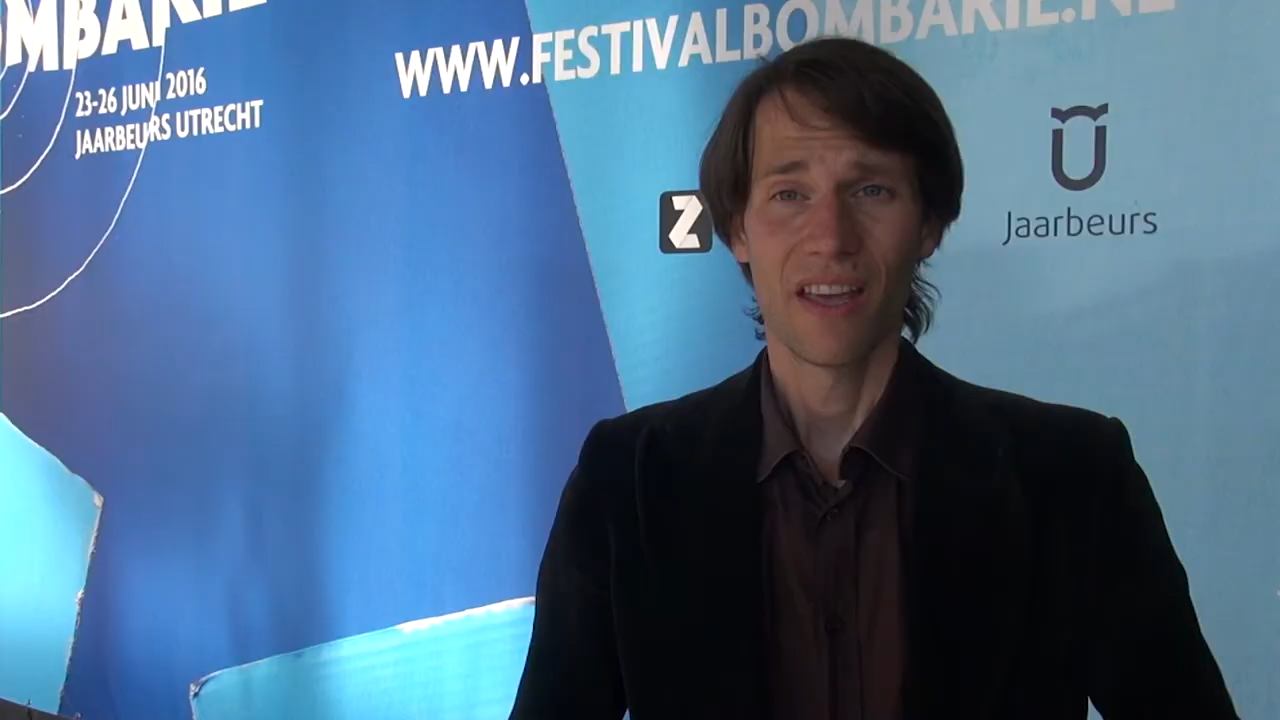 OMBARIE
23-26 JUNI 2016
JAARBEURS UTRECHT
WWW.FESTIVALBOMBARIE.NL
Z
Jaarbeurs